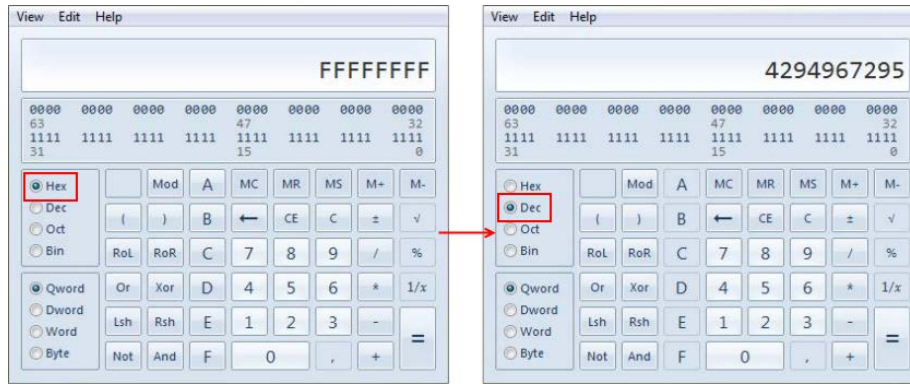 View Edit Help
FFFFFFFF
0000 0000 0000 0000 0000 0000 0000 0000
63 47 32
1111 1111 1111 1111 1111 1111 1111 1111
31 15 0
Hex Mod A MC MR MS M+ M-
Dec ( ) B ← CE C ± √
Oct
Bin RoL RoR C 7 8 9 / %
Qword Or Xor D 4 5 6 * 1/x
Dword
Word Lsh Rsh E 1 2 3 - =
Byte Not And F 0 , +
View Edit Help
4294967295
0000 0000 0000 0000 0000 0000 0000 0000
63 47 32
1111 1111 1111 1111 1111 1111 1111 1111
31 15 0
Hex Mod A MC MR MS M+ M-
Dec ( ) B ← CE C ± √
Oct
Bin RoL RoR C 7 8 9 / %
Qword Or Xor D 4 5 6 * 1/x
Dword
Word Lsh Rsh E 1 2 3 - =
Byte Not And F 0 , +